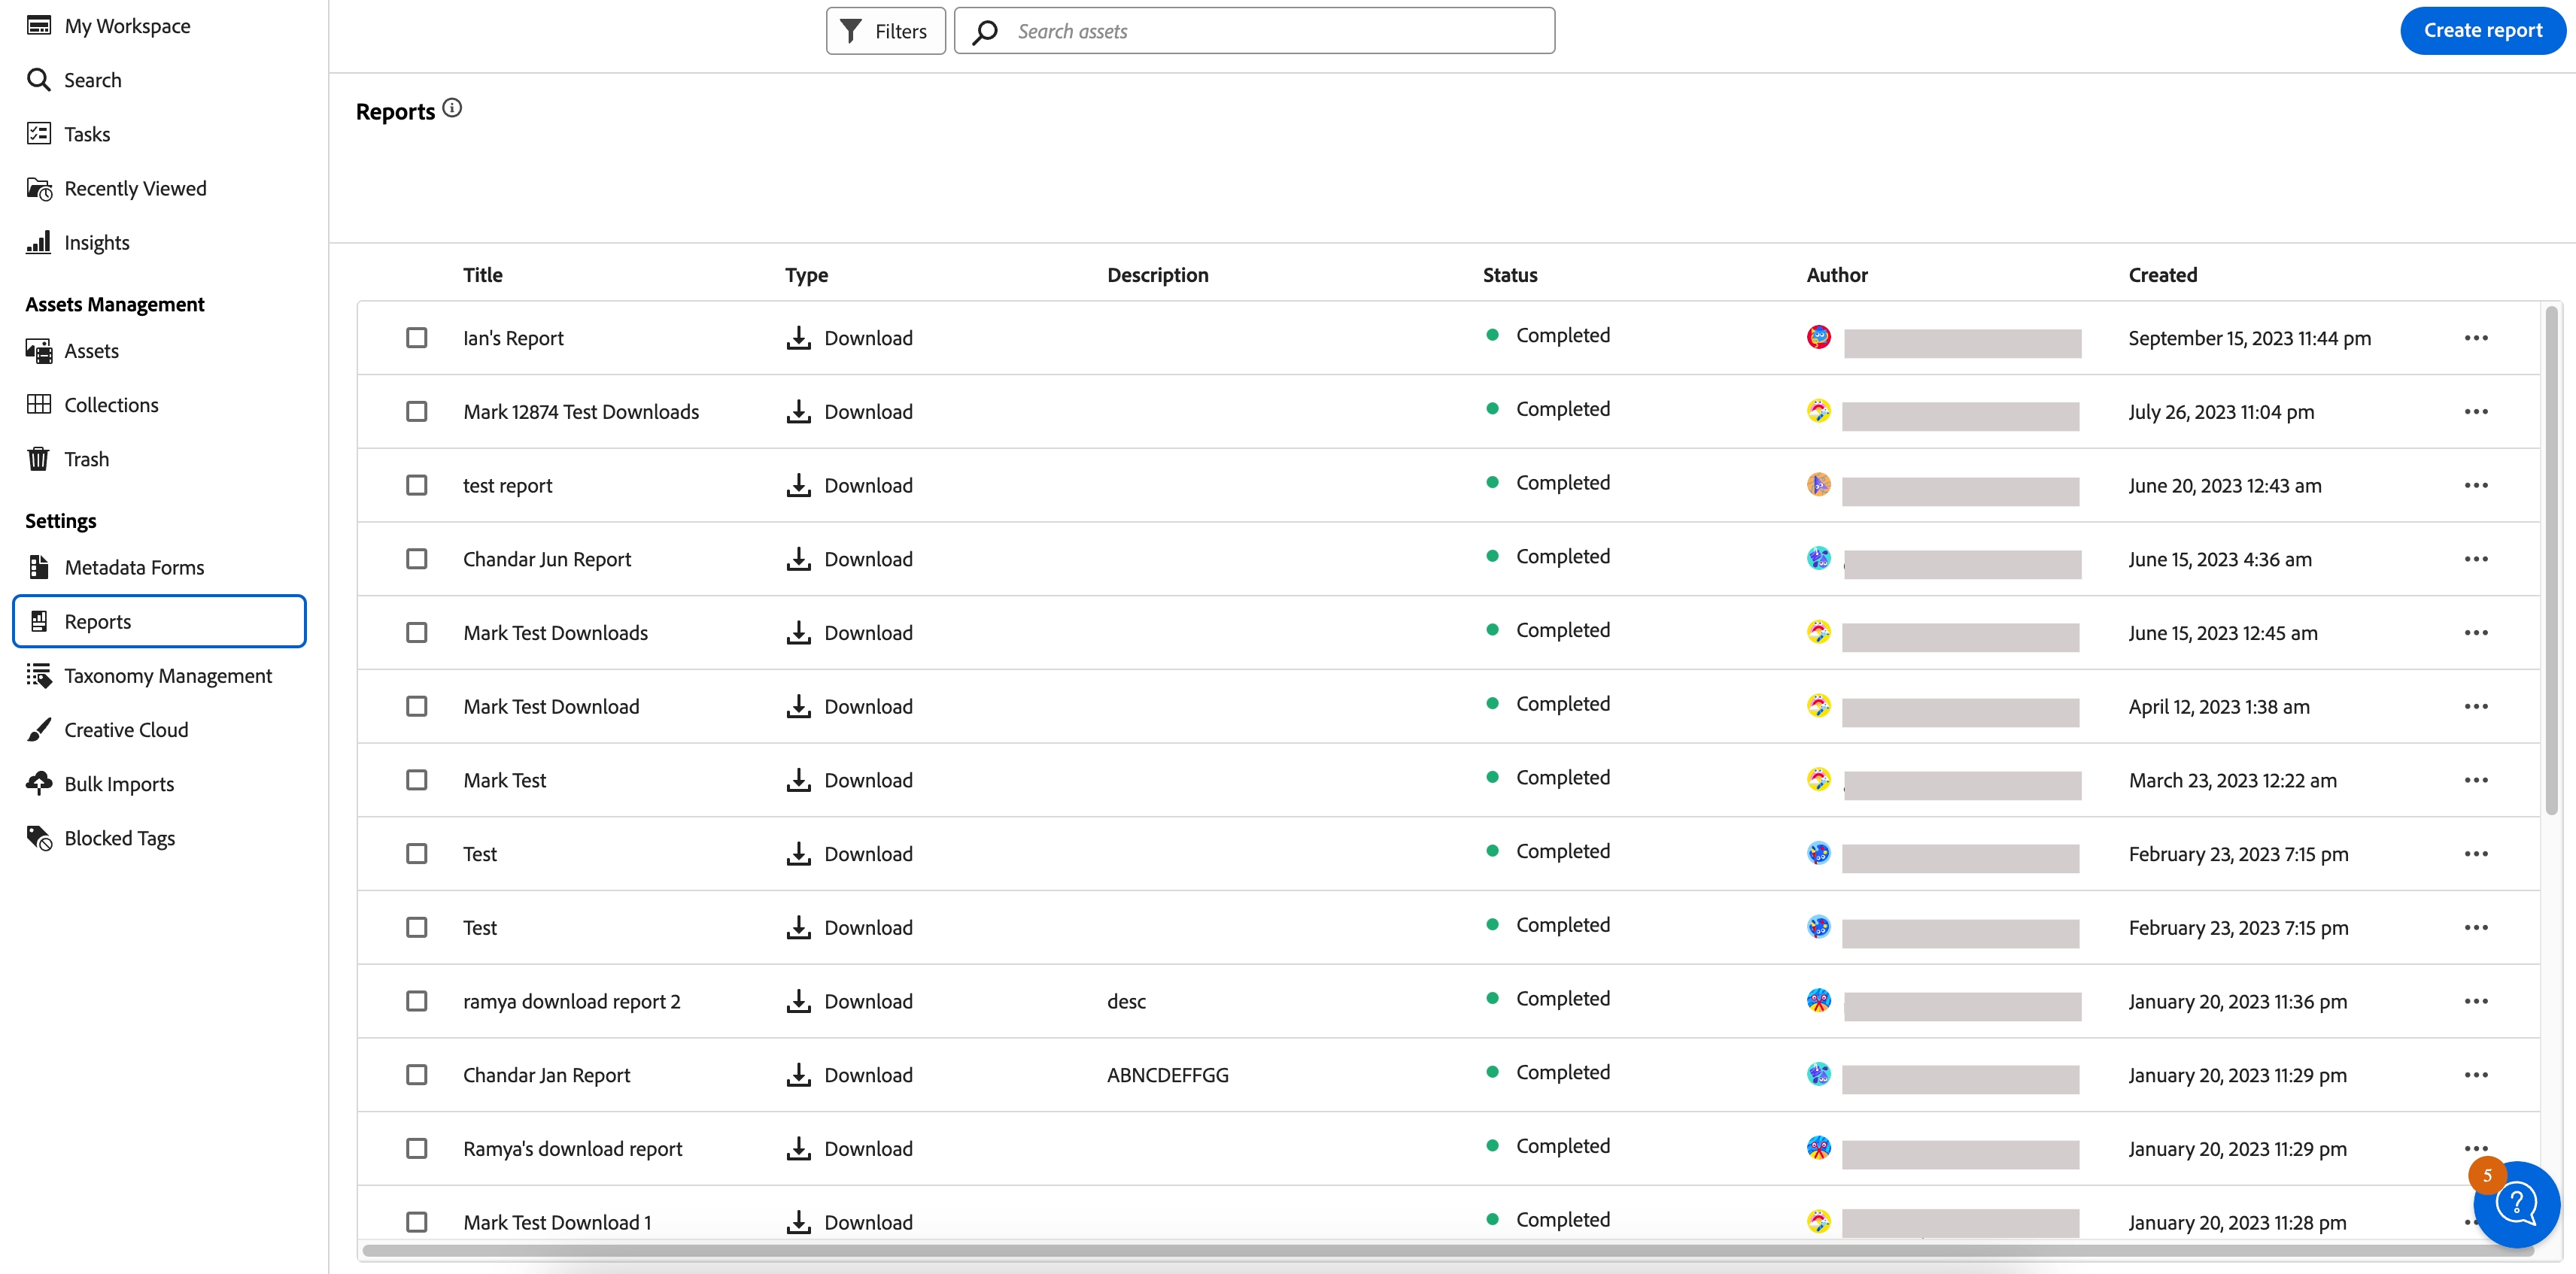 My Workspace
Search
Tasks
Recently Viewed
Insights
Assets Management
Assets
Collections
Trash
Settings
Metadata Forms
Reports
Taxonomy Management
Creative Cloud
Bulk Imports
Blocked Tags
Filters
Search assets
Create report
Reports
Title Type Description Status Author Created
Ian's Report Download Completed September 15, 2023 11:44 pm
Mark 12874 Test Downloads Download Completed July 26, 2023 11:04 pm
test report Download Completed June 20, 2023 12:43 am
Chandar Jun Report Download Completed June 15, 2023 4:36 am
Mark Test Downloads Download Completed June 15, 2023 12:45 am
Mark Test Download Download Completed April 12, 2023 1:38 am
Mark Test Download Completed March 23, 2023 12:22 am
Test Download Completed February 23, 2023 7:15 pm
Test Download Completed February 23, 2023 7:15 pm
ramya download report 2 Download desc Completed January 20, 2023 11:36 pm
Chandar Jan Report Download ABNCDEFFGG Completed January 20, 2023 11:29 pm
Ramya's download report Download Completed January 20, 2023 11:29 pm
Mark Test Download 1 Download Completed January 20, 2023 11:28 pm
5
?